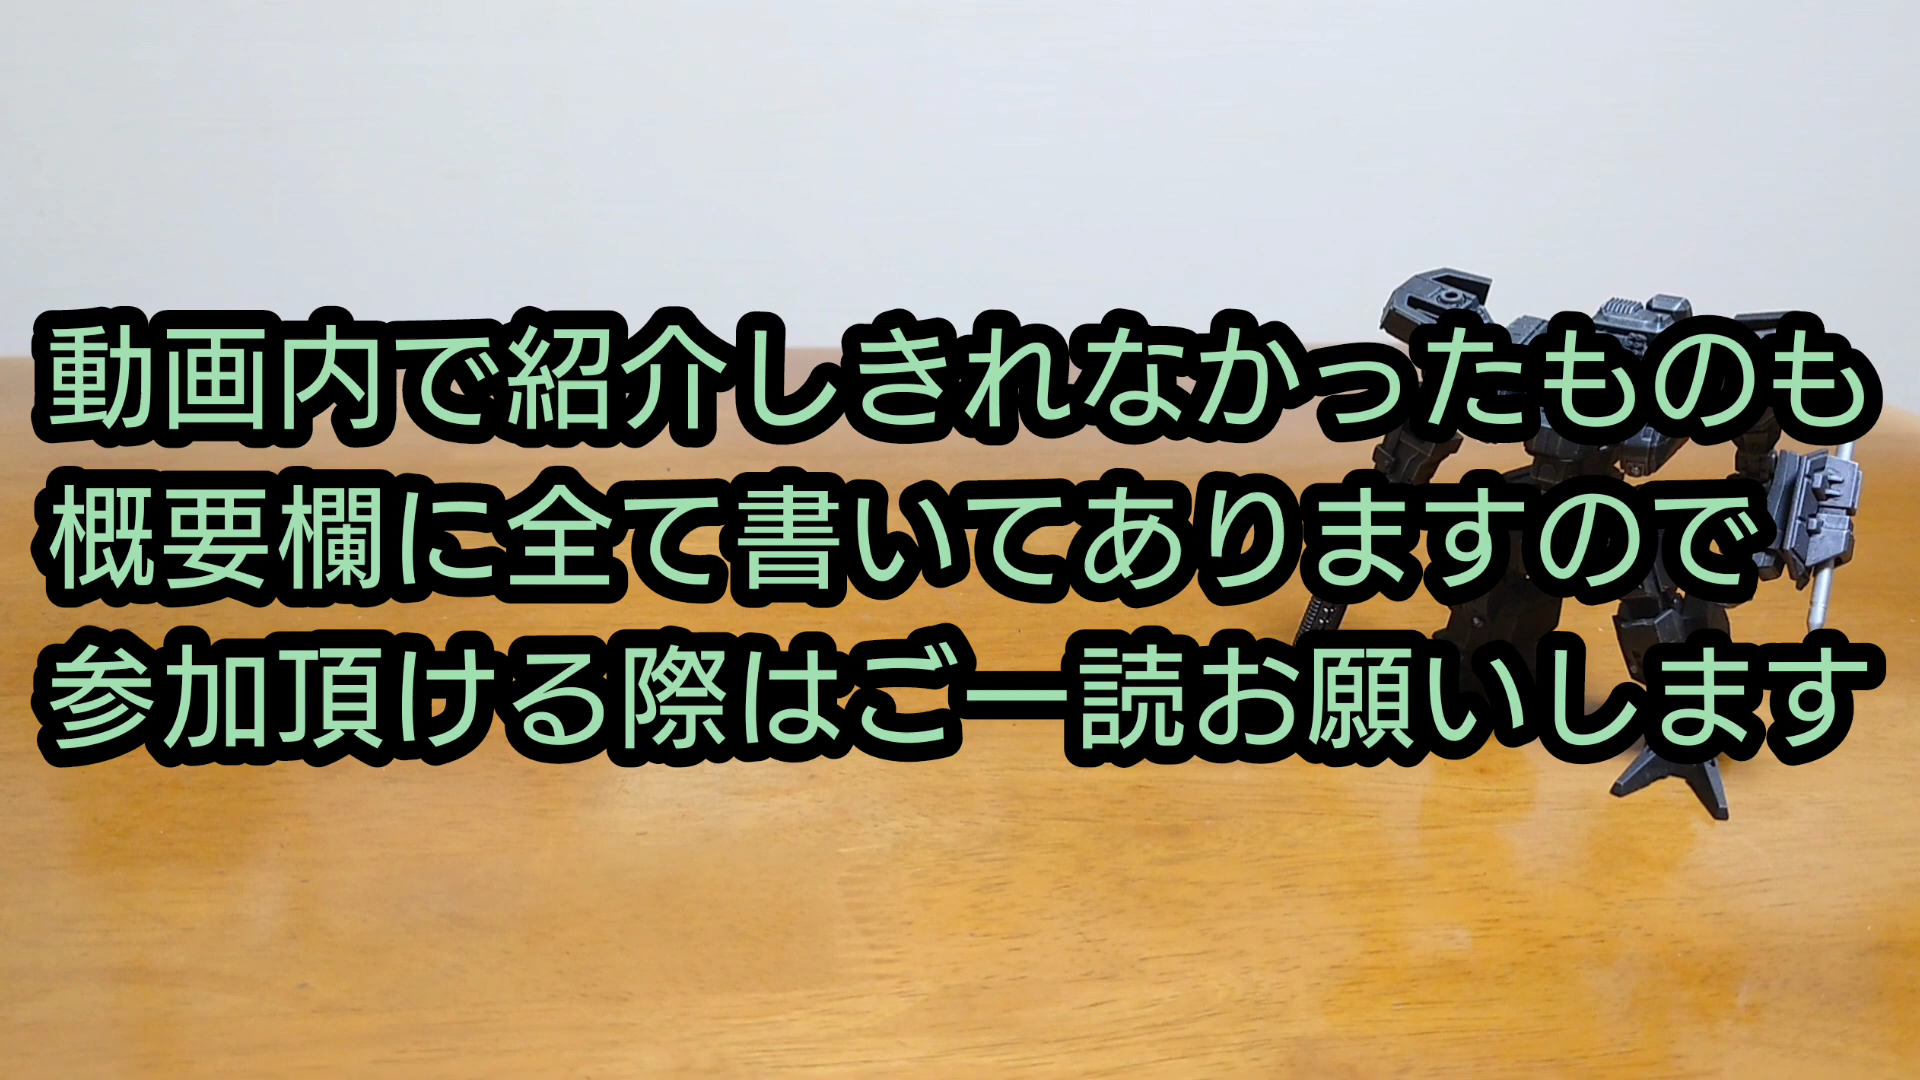 動画内で紹介しきれなかったものも
概要欄に全て書いてありますので
参加頂ける際はご一読お願いします